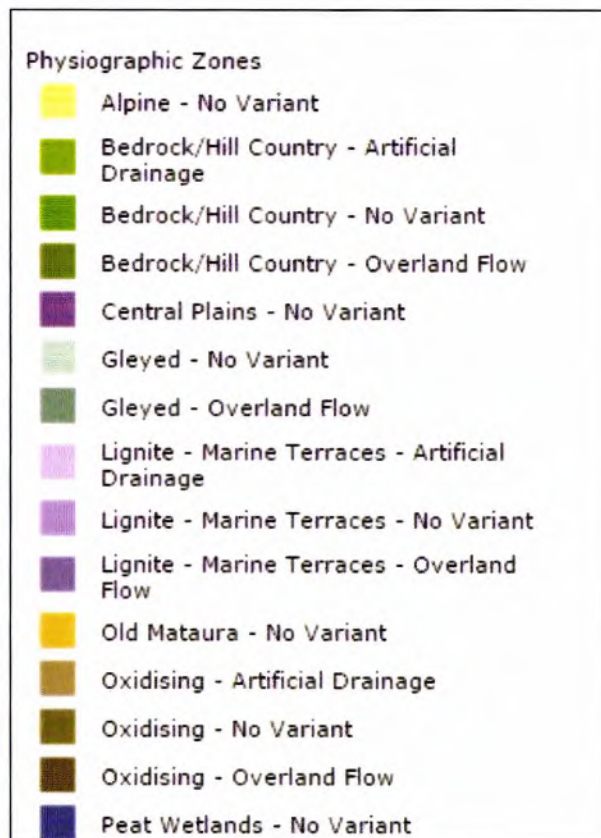 Physiographic Zones
Alpine - No Variant
Bedrock/Hill Country - Artificial
Drainage
Bedrock/Hill Country - No Variant
Bedrock/Hill Country - Overland Flow
Central Plains - No Variant
Gleyed - No Variant
Gleyed - Overland Flow
Lignite - Marine Terraces - Artificial
Drainage
Lignite - Marine Terraces - No Variant
Lignite - Marine Terraces - Overland
Flow
Old Mataura - No Variant
Oxidising - Artificial Drainage
Oxidising - No Variant
Oxidising - Overland Flow
Peat Wetlands - No Variant